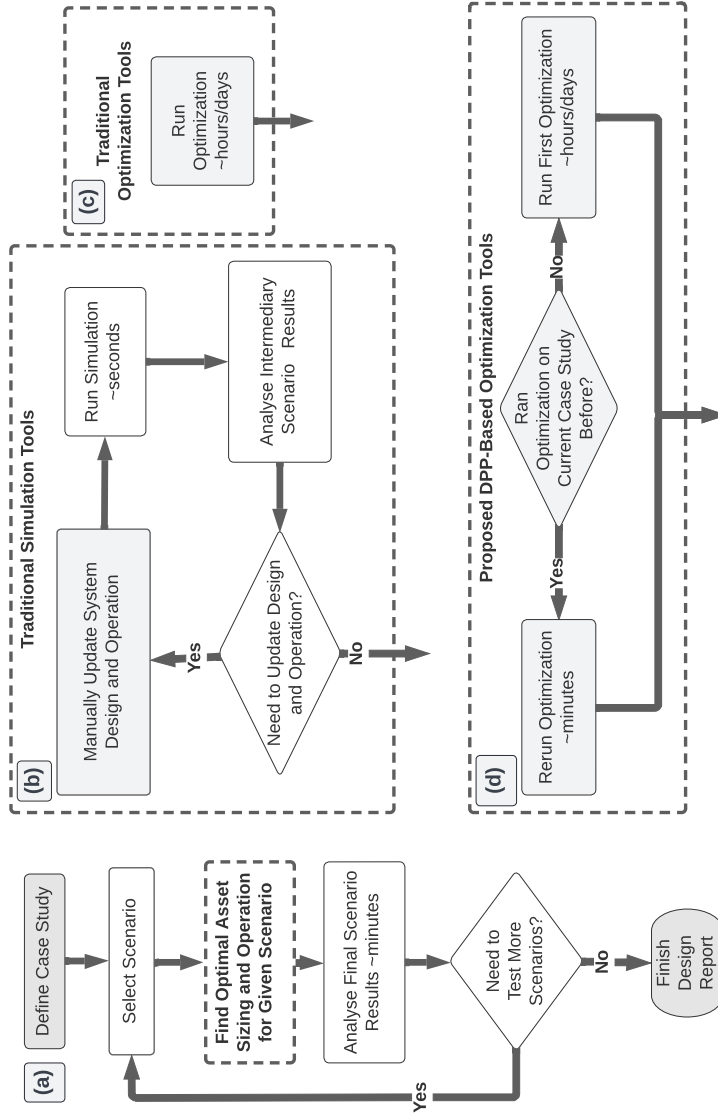 (a)
Define Case Study
Select Scenario
Find Optimal Asset
Sizing and Operation
for Given Scenario
Analyse Final Scenario
Results ~minutes
Need to
Test More
Scenarios?
Yes
No
Finish
Design
Report
(b)
Traditional Simulation Tools
Manually Update System
Design and Operation
Run Simulation
~seconds
Analyse Intermediary
Scenario Results
Need to Update Design
and Operation?
Yes
No
(c)
Traditional
Optimization Tools
Run
Optimization
~hours/days
(d)
Proposed DPP-Based Optimization Tools
Ran
Optimization on
Current Case Study
Before?
Yes
No
Rerun Optimization
~minutes
Run First Optimization
~hours/days